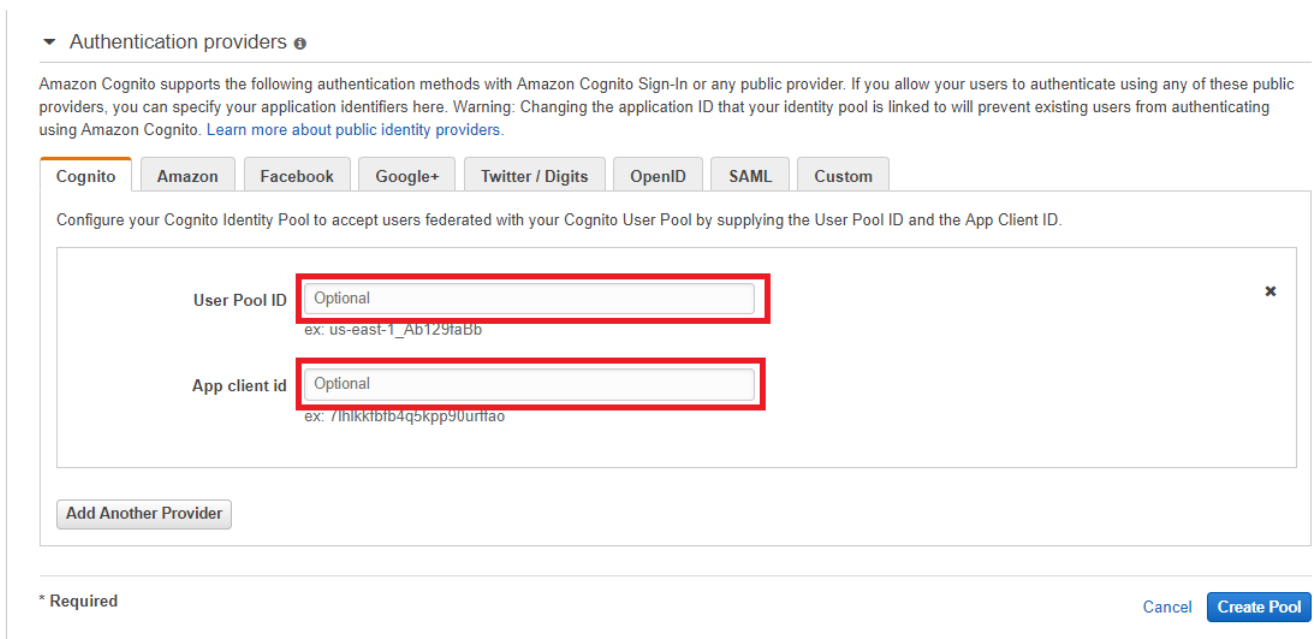 Authentication providers
Amazon Cognito supports the following authentication methods with Amazon Cognito Sign-In or any public provider. If you allow your users to authenticate using any of these public
providers, you can specify your application identifiers here. Warning: Changing the application ID that your identity pool is linked to will prevent existing users from authenticating
using Amazon Cognito. Learn more about public identity providers.
Cognito Amazon Facebook Google+ Twitter / Digits OpenID SAML Custom
Configure your Cognito Identity Pool to accept users federated with your Cognito User Pool by supplying the User Pool ID and the App Client ID.
User Pool ID Optional
ex: us-east-1_Ab129faBb
App client id Optional
ex: 7lhlkkfbfb4q5kpp90urffao
Add Another Provider
* Required
Cancel Create Pool